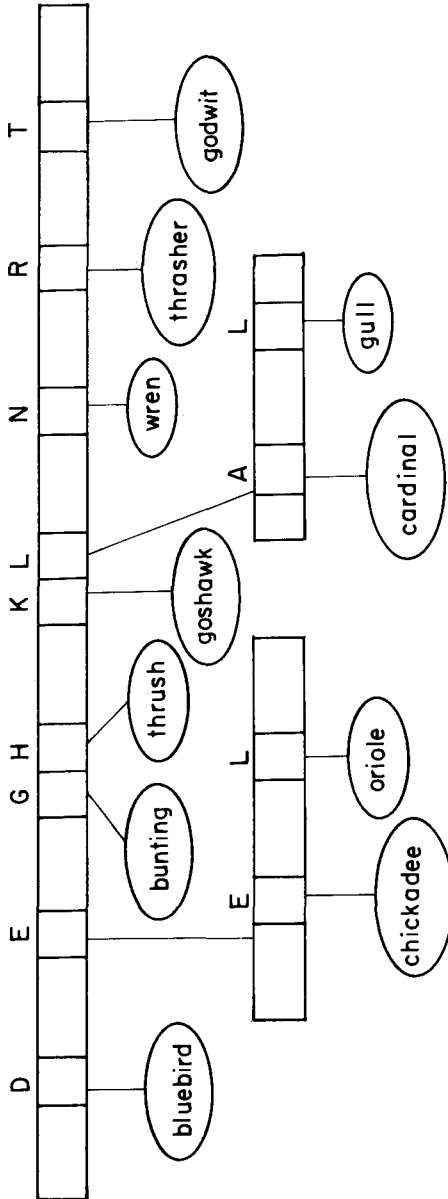 D E G H K L N R T
bluebird
bunting
thrush
goshawk
wren
thrasher
godwit
E L
A L
chickadee
oriole
cardinal
gull